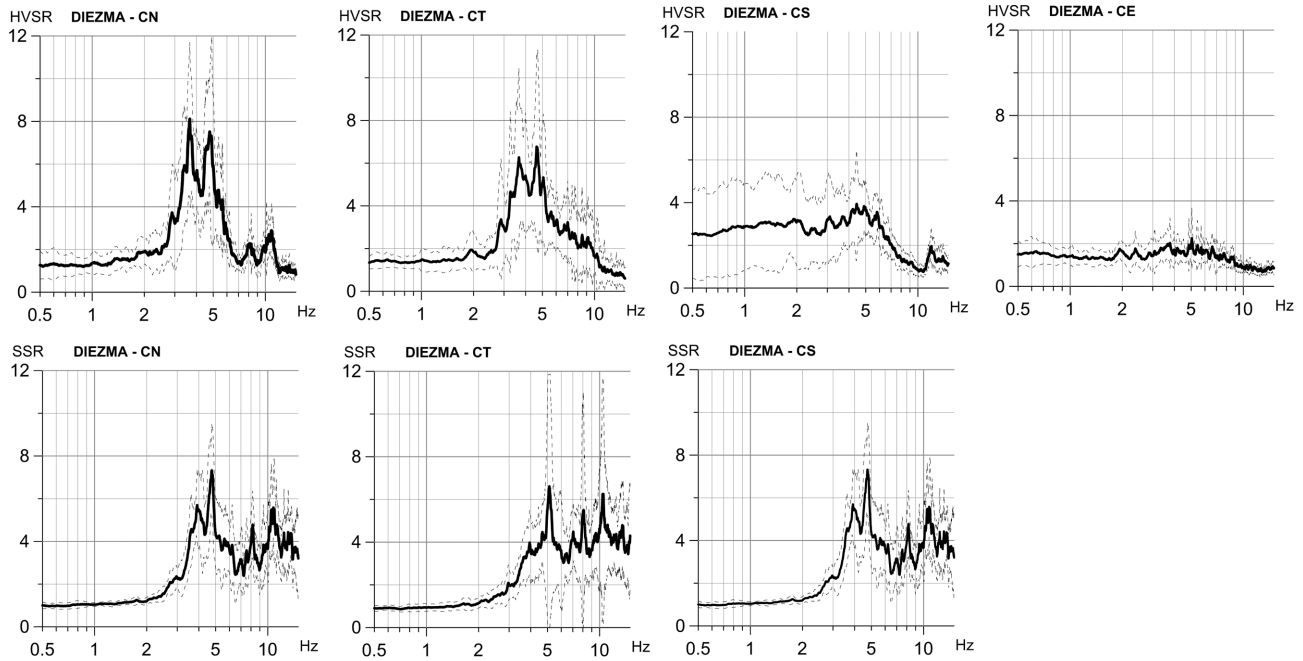 HVSR DIEZMA - CN
12
8
4
0
0.5 1 2 5 10 Hz
HVSR DIEZMA - CT
12
8
4
0
0.5 1 2 5 10 Hz
HVSR DIEZMA - CS
12
8
4
0
0.5 1 2 5 10 Hz
HVSR DIEZMA - CE
12
8
4
0
0.5 1 2 5 10 Hz
SSR DIEZMA - CN
12
8
4
0
0.5 1 2 5 10 Hz
SSR DIEZMA - CT
12
8
4
0
0.5 1 2 5 10 Hz
SSR DIEZMA - CS
12
8
4
0
0.5 1 2 5 10 Hz